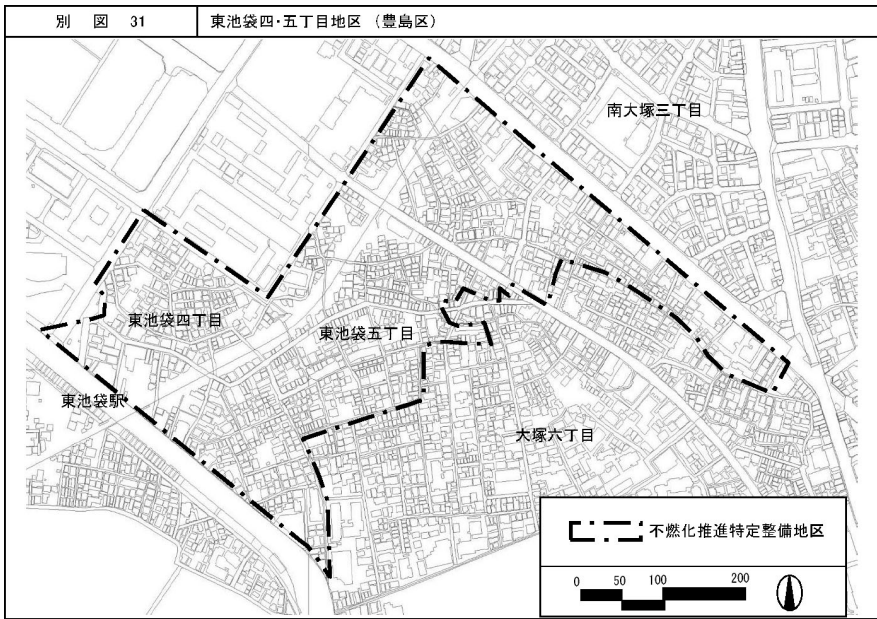 別 図 31
東池袋四・五丁目地区 (豊島区)
南大塚三丁目
東池袋四丁目
東池袋五丁目
東池袋駅
大塚六丁目
不燃化推進特定整備地区
0 50 100 200